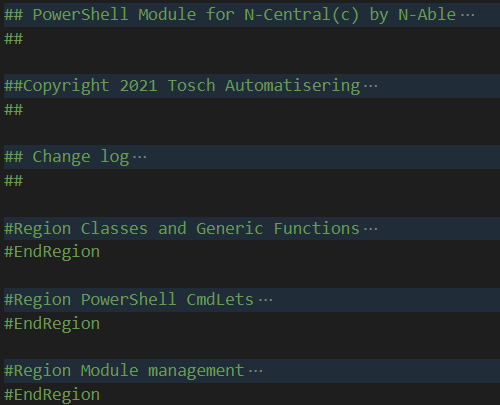 ## PowerShell Module for N-Central(c) by N-Able…
##
##Copyright 2021 Tosch Automatisering…
##
## Change log…
##
#Region Classes and Generic Functions…
#EndRegion
#Region PowerShell CmdLets…
#EndRegion
#Region Module management…
#EndRegion